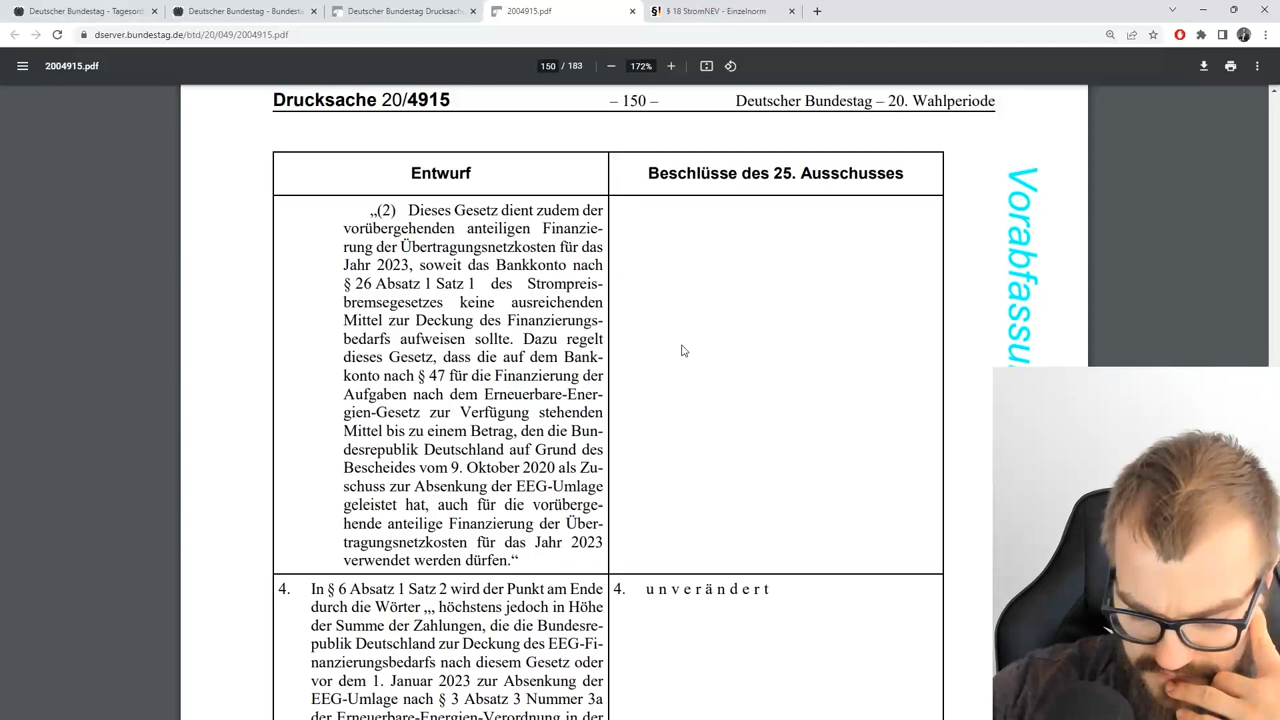 Deutscher Bundestag - Tagesord
Deutscher Bundestag - Bundesta
Deutscher Bundestag Drucksach
2004915.pdf
§ 18 StromNEV - Einzelnorm
dserver.bundestag.de/btd/20/049/2004915.pdf
2004915.pdf
150 / 183
172%
Drucksache 20/4915
– 150 –
Deutscher Bundestag – 20. Wahlperiode
Entwurf
Beschlüsse des 25. Ausschusses
„(2) Dieses Gesetz dient zudem der
vorübergehenden anteiligen Finanzie-
rung der Übertragungsnetzkosten für das
Jahr 2023, soweit das Bankkonto nach
§ 26 Absatz 1 Satz 1 des Strompreis-
bremsegesetzes keine ausreichenden
Mittel zur Deckung des Finanzierungs-
bedarfs aufweisen sollte. Dazu regelt
dieses Gesetz, dass die auf dem Bank-
konto nach § 47 für die Finanzierung der
Aufgaben nach dem Erneuerbare-Ener-
gien-Gesetz zur Verfügung stehenden
Mittel bis zu einem Betrag, den die Bun-
desrepublik Deutschland auf Grund des
Bescheides vom 9. Oktober 2020 als Zu-
schuss zur Absenkung der EEG-Umlage
geleistet hat, auch für die vorüberge-
hende anteilige Finanzierung der Über-
tragungsnetzkosten für das Jahr 2023
verwendet werden dürfen.“
4. In § 6 Absatz 1 Satz 2 wird der Punkt am Ende
durch die Wörter „, höchstens jedoch in Höhe
der Summe der Zahlungen, die die Bundesre-
publik Deutschland zur Deckung des EEG-Fi-
nanzierungsbedarfs nach diesem Gesetz oder
vor dem 1. Januar 2023 zur Absenkung der
EEG-Umlage nach § 3 Absatz 3 Nummer 3a
der Erneuerbare-Energien-Verordnung in der
4. u n v e r ä n d e r t
Vorabfassu